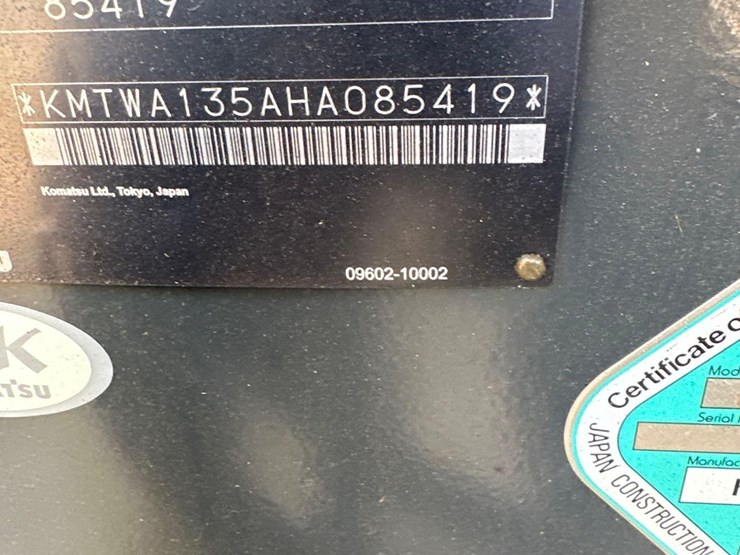 85419
*KMTWA135AHA085419*
Komatsu Ltd., Tokyo, Japan
09602-10002
K
Certificate o
Mod
Serial
Manufac
JAPAN CONSTRUCTION